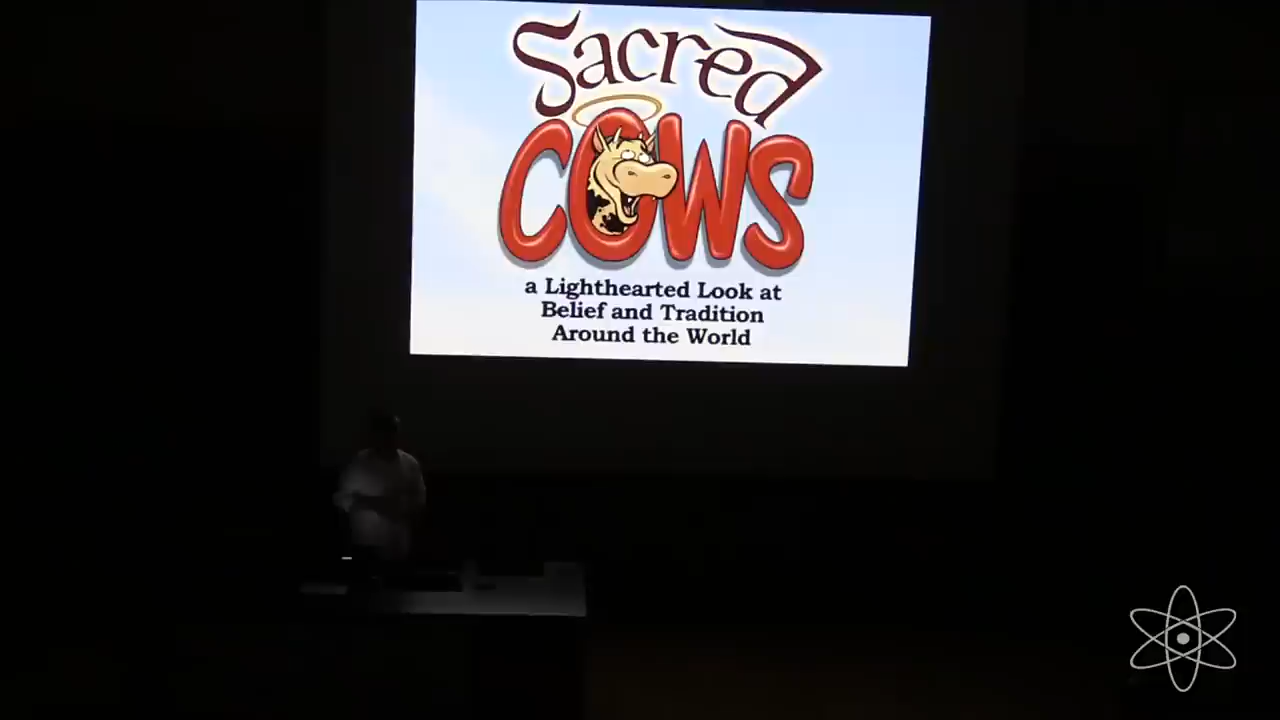 Sacred
COWS
a Lighthearted Look at
Belief and Tradition
Around the World